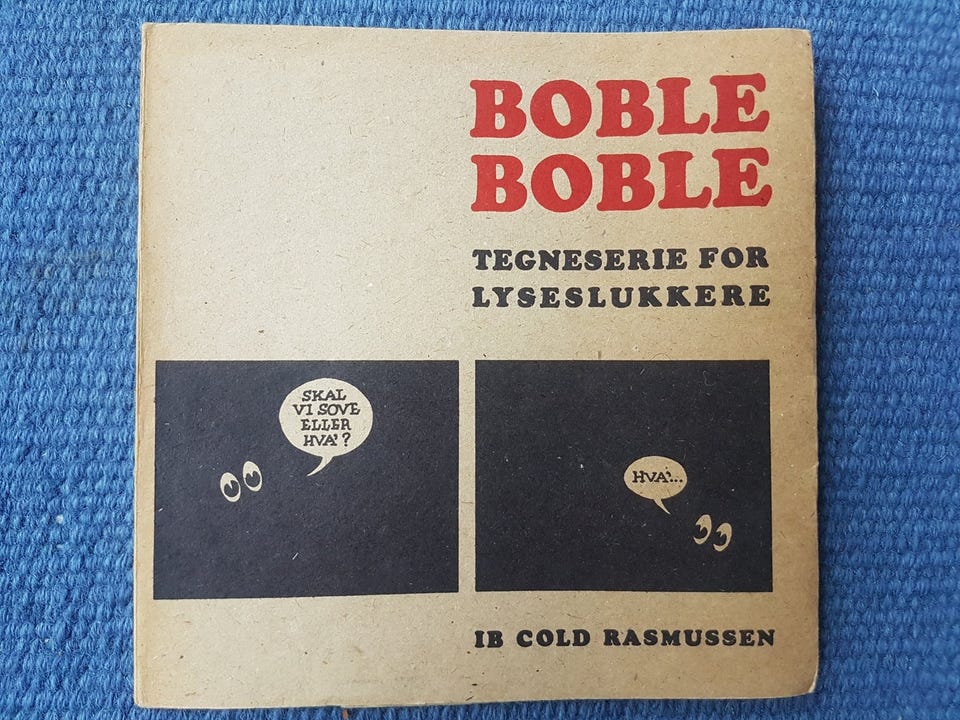 BOBLE
BOBLE
TEGNESERIE FOR
LYSESLUKKERE
SKAL
VI SOVE
ELLER
HVA'?
HVA'...
IB COLD RASMUSSEN